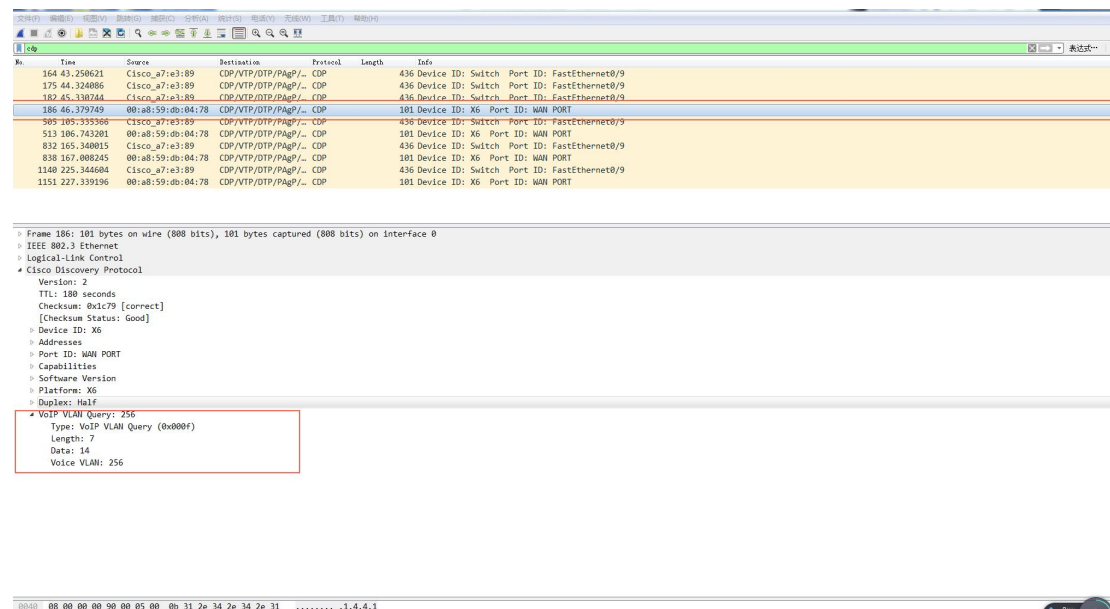 文件(F) 编辑(E) 视图(V) 跳转(G) 捕获(C) 分析(A) 统计(S) 电话(Y) 无线(W) 工具(T) 帮助(H)
cdp 表达式…
No. Time Source Destination Protocol Length Info
164 43.250621 Cisco_a7:e3:89 CDP/VTP/DTP/PAgP/… CDP 436 Device ID: Switch Port ID: FastEthernet0/9
175 44.324086 Cisco_a7:e3:89 CDP/VTP/DTP/PAgP/… CDP 436 Device ID: Switch Port ID: FastEthernet0/9
182 45.330744 Cisco_a7:e3:89 CDP/VTP/DTP/PAgP/… CDP 436 Device ID: Switch Port ID: FastEthernet0/9
186 46.379749 00:a8:59:db:04:78 CDP/VTP/DTP/PAgP/… CDP 101 Device ID: X6 Port ID: WAN PORT
505 105.335366 Cisco_a7:e3:89 CDP/VTP/DTP/PAgP/… CDP 436 Device ID: Switch Port ID: FastEthernet0/9
513 106.743201 00:a8:59:db:04:78 CDP/VTP/DTP/PAgP/… CDP 101 Device ID: X6 Port ID: WAN PORT
832 165.340015 Cisco_a7:e3:89 CDP/VTP/DTP/PAgP/… CDP 436 Device ID: Switch Port ID: FastEthernet0/9
838 167.008245 00:a8:59:db:04:78 CDP/VTP/DTP/PAgP/… CDP 101 Device ID: X6 Port ID: WAN PORT
1140 225.344604 Cisco_a7:e3:89 CDP/VTP/DTP/PAgP/… CDP 436 Device ID: Switch Port ID: FastEthernet0/9
1151 227.339196 00:a8:59:db:04:78 CDP/VTP/DTP/PAgP/… CDP 101 Device ID: X6 Port ID: WAN PORT
Frame 186: 101 bytes on wire (808 bits), 101 bytes captured (808 bits) on interface 0
IEEE 802.3 Ethernet
Logical-Link Control
Cisco Discovery Protocol
Version: 2
TTL: 180 seconds
Checksum: 0x1c79 [correct]
[Checksum Status: Good]
Device ID: X6
Addresses
Port ID: WAN PORT
Capabilities
Software Version
Platform: X6
Duplex: Half
VoIP VLAN Query: 256
Type: VoIP VLAN Query (0x000f)
Length: 7
Data: 14
Voice VLAN: 256
0040 08 00 00 00 90 00 05 00 0b 31 2e 34 2e 34 2e 31 ........ .1.4.4.1